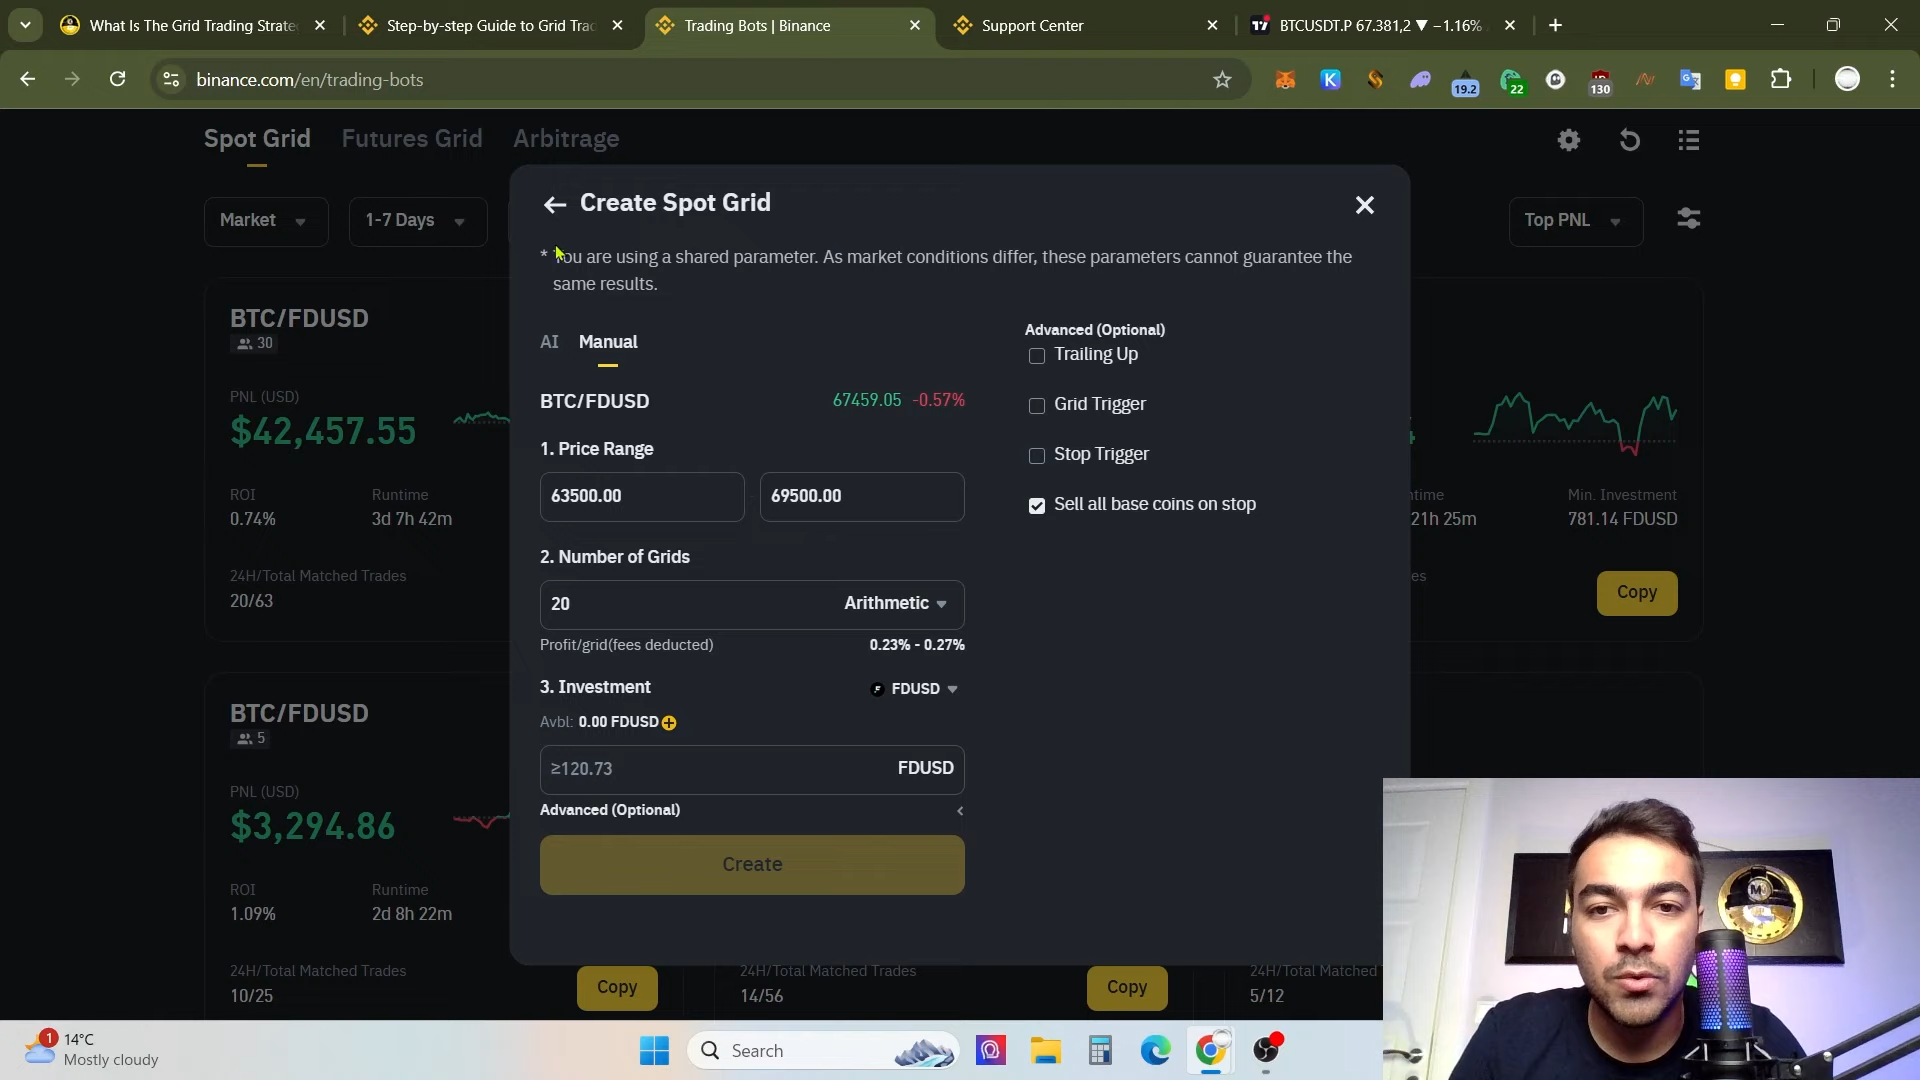 What Is The Grid Trading Strate
Step-by-step Guide to Grid Trad
Trading Bots | Binance
Support Center
BTCUSDT.P 67.381,2 ▼ −1.16%
binance.com/en/trading-bots
19.2
22
130
Spot Grid
Futures Grid
Arbitrage
Market
1-7 Days
Top PNL
Create Spot Grid
* You are using a shared parameter. As market conditions differ, these parameters cannot guarantee the
same results.
AI
Manual
BTC/FDUSD
67459.05 -0.57%
1. Price Range
63500.00
69500.00
2. Number of Grids
20
Arithmetic
Profit/grid(fees deducted)
0.23% - 0.27%
3. Investment
FDUSD
Avbl: 0.00 FDUSD
≥120.73
FDUSD
Advanced (Optional)
Create
Advanced (Optional)
Trailing Up
Grid Trigger
Stop Trigger
Sell all base coins on stop
BTC/FDUSD
30
PNL (USD)
$42,457.55
ROI
Runtime
0.74%
3d 7h 42m
24H/Total Matched Trades
20/63
Min. Investment
21h 25m
781.14 FDUSD
Copy
BTC/FDUSD
5
PNL (USD)
$3,294.86
ROI
Runtime
1.09%
2d 8h 22m
24H/Total Matched Trades
10/25
Copy
24H/Total Matched Trades
14/56
Copy
24H/Total Matched
5/12
1
14°C
Mostly cloudy
Search